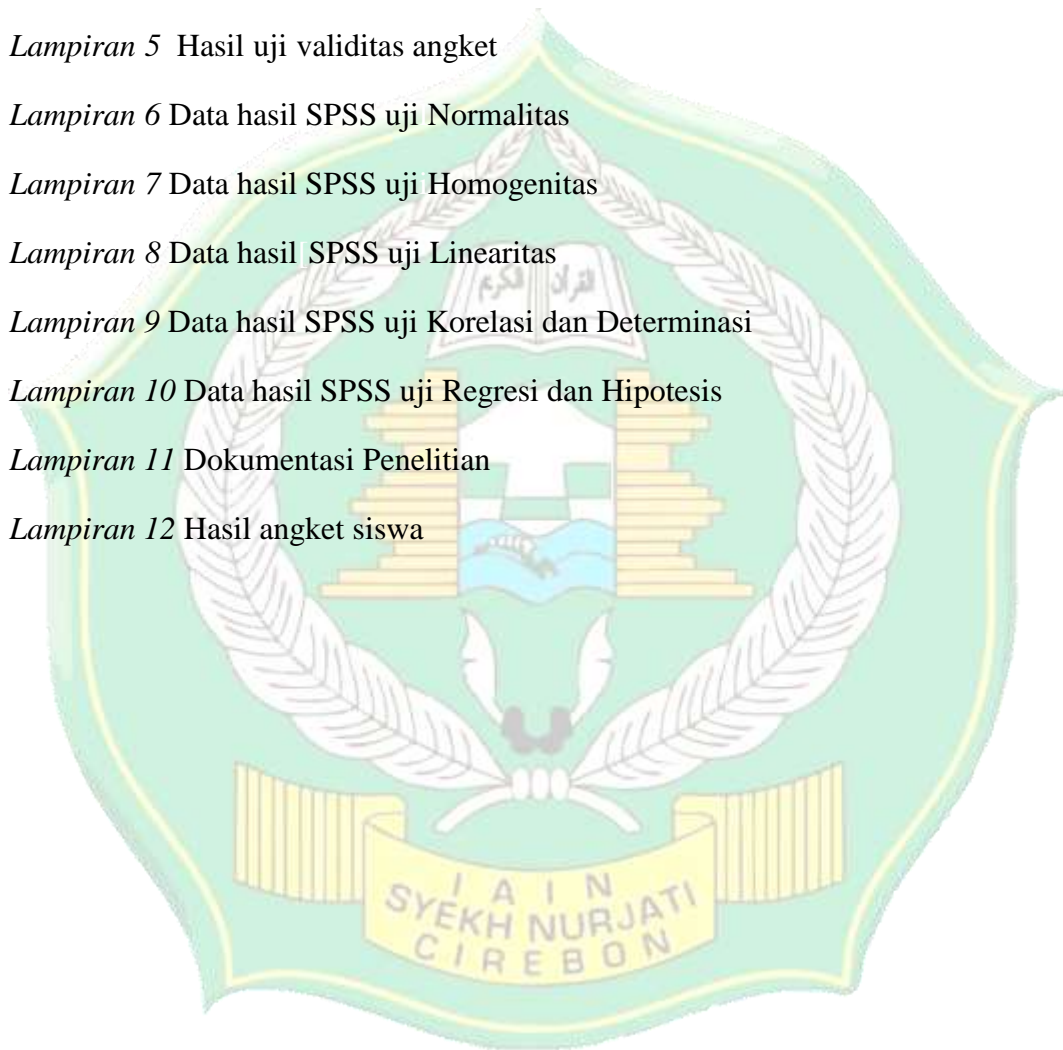 Lampiran 5 Hasil uji validitas angket
Lampiran 6 Data hasil SPSS uji Normalitas
Lampiran 7 Data hasil SPSS uji Homogenitas
Lampiran 8 Data hasil SPSS uji Linearitas
القرآن الكريم
Lampiran 9 Data hasil SPSS uji Korelasi dan Determinasi
Lampiran 10 Data hasil SPSS uji Regresi dan Hipotesis
Lampiran 11 Dokumentasi Penelitian
Lampiran 12 Hasil angket siswa
IAIN
SYEKH NURJATI
CIREBON